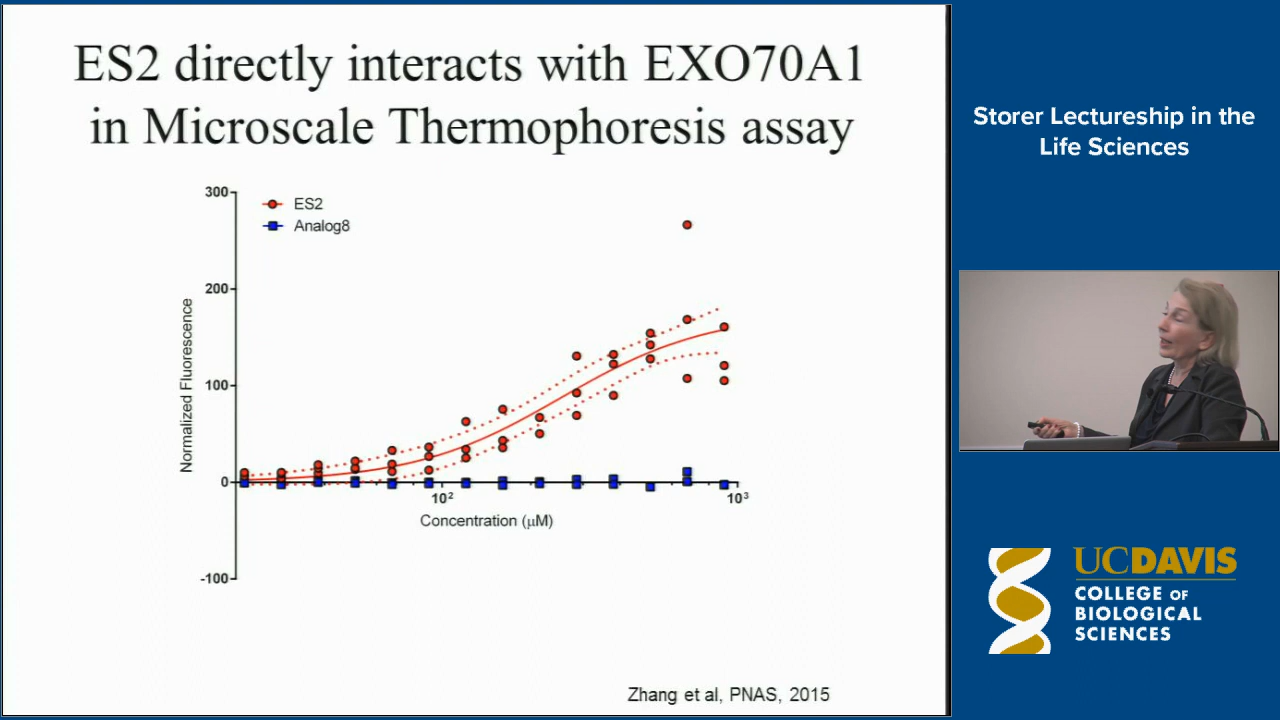 ES2 directly interacts with EXO70A1
in Microscale Thermophoresis assay
300
ES2
Analog8
200
100
0
-100
Normalized Fluorescence
10²
10³
Concentration (µM)
Zhang et al, PNAS, 2015
Storer Lectureship in the
Life Sciences
UCDAVIS
COLLEGE OF
BIOLOGICAL
SCIENCES